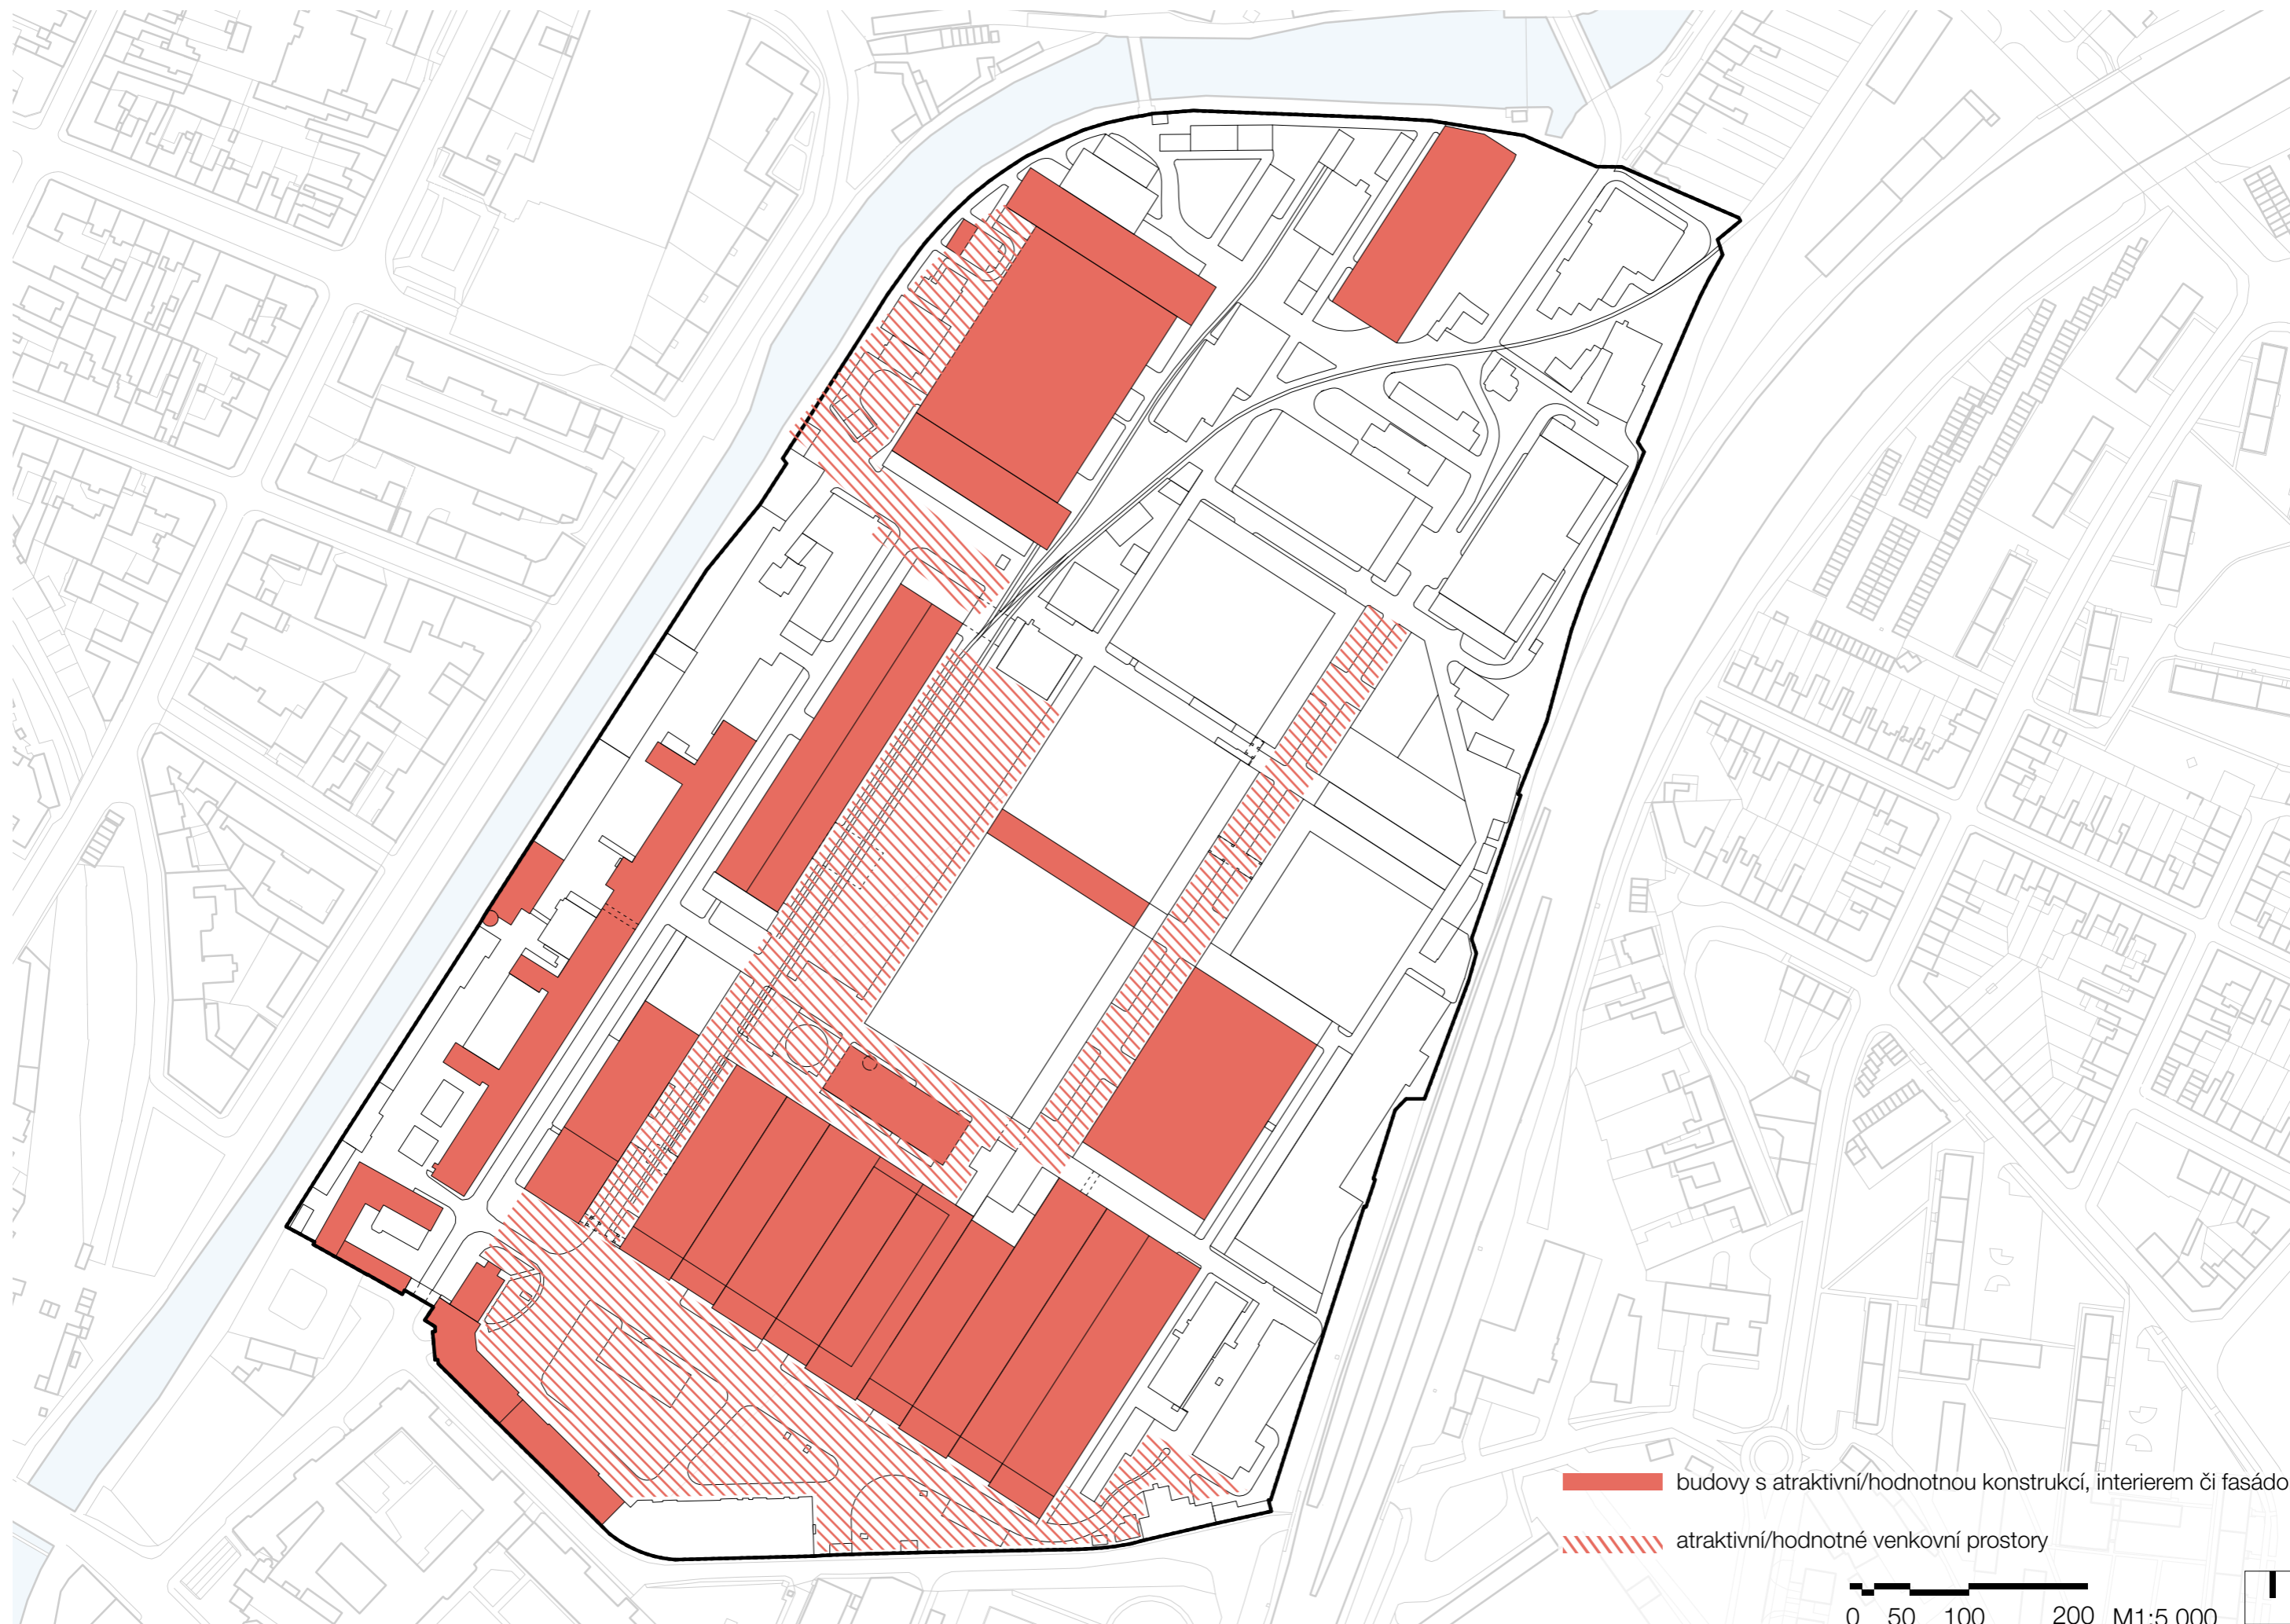 budovy s atraktivní/hodnotnou konstrukcí, interierem či fasádo
atraktivní/hodnotné venkovní prostory
0 50 100 200 M1:5 000